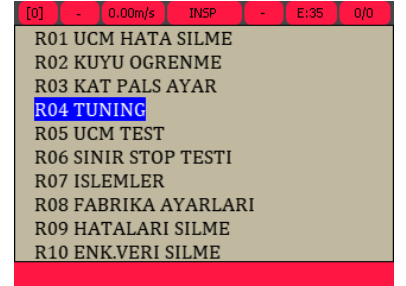 [0] - 0.00m/s INSP - E:35 0/0
R01 UCM HATA SILME
R02 KUYU OGRENME
R03 KAT PALS AYAR
R04 TUNING
R05 UCM TEST
R06 SINIR STOP TESTI
R07 ISLEMLER
R08 FABRIKA AYARLARI
R09 HATALARI SILME
R10 ENK.VERI SILME